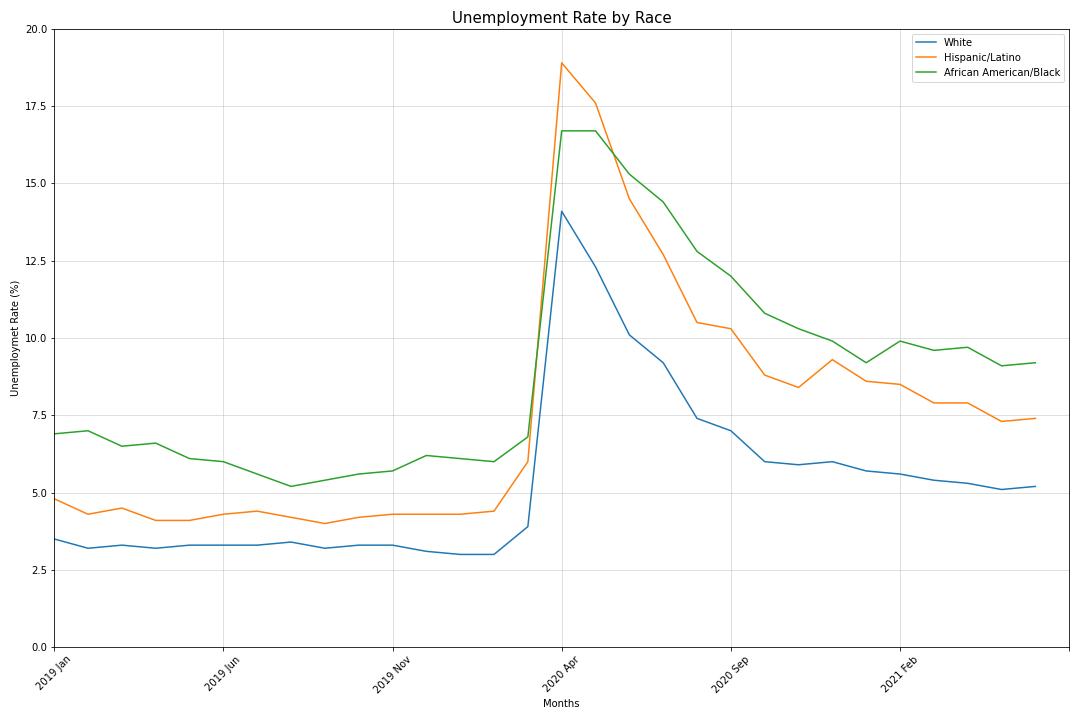 Unemployment Rate by Race
White
Hispanic/Latino
African American/Black
20.0
17.5
15.0
12.5
10.0
7.5
5.0
2.5
0.0
Unemploymet Rate (%)
2019 Jan
2019 Jun
2019 Nov
2020 Apr
2020 Sep
2021 Feb
Months